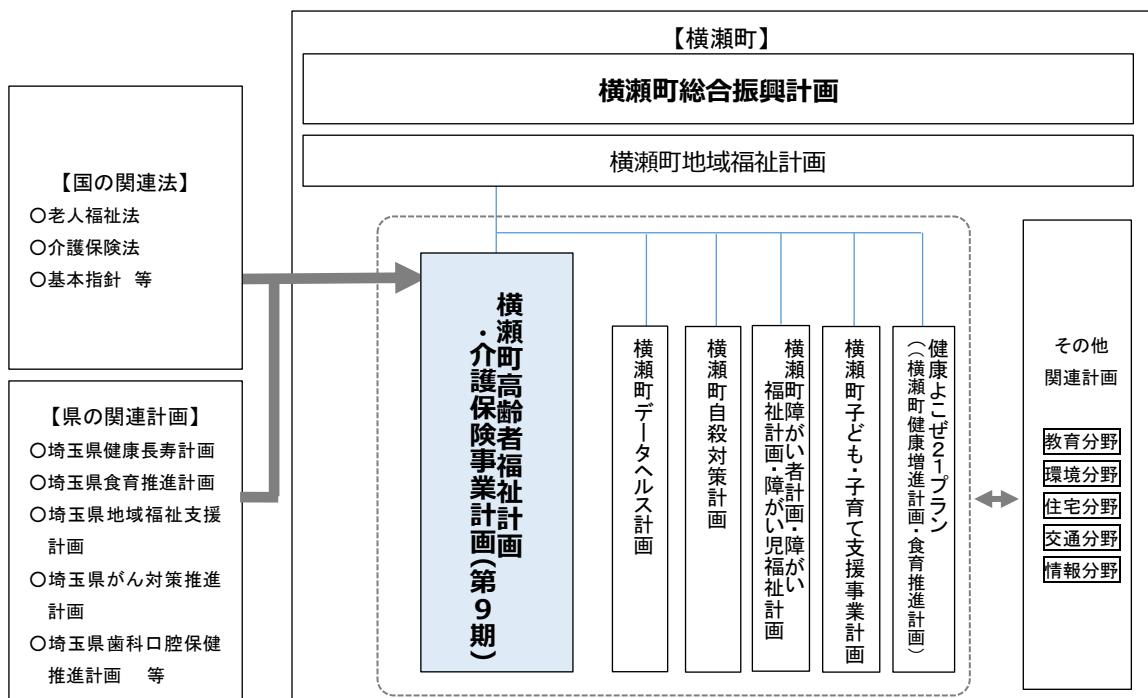 【横瀬町】
横瀬町総合振興計画
横瀬町地域福祉計画
【国の関連法】
○老人福祉法
○介護保険法
○基本指針 等
【県の関連計画】
○埼玉県健康長寿計画
○埼玉県食育推進計画
○埼玉県地域福祉支援
計画
○埼玉県がん対策推進
計画
○埼玉県歯科口腔保健
推進計画 等
横瀬町高齢者福祉計画
・介護保険事業計画(第9期)
横瀬町データヘルス計画
横瀬町自殺対策計画
横瀬町障がい者計画・障がい
福祉計画・障がい児福祉計画
横瀬町子ども・子育て支援事業計画
健康よこぜ21プラン
((横瀬町健康増進計画・食育推進計画)
その他
関連計画
教育分野
環境分野
住宅分野
交通分野
情報分野